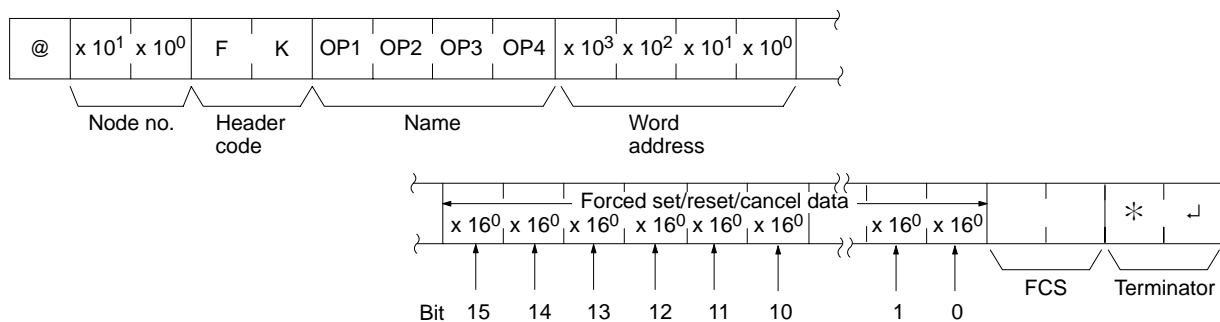 @ x 10¹ x 10⁰ F K OP1 OP2 OP3 OP4 x 10³ x 10² x 10¹ x 10⁰
Node no. Header code Name Word address
Forced set/reset/cancel data
x 16⁰ x 16⁰ x 16⁰ x 16⁰ x 16⁰ x 16⁰ x 16⁰ x 16⁰ * ↵
FCS Terminator
Bit 15 14 13 12 11 10 1 0